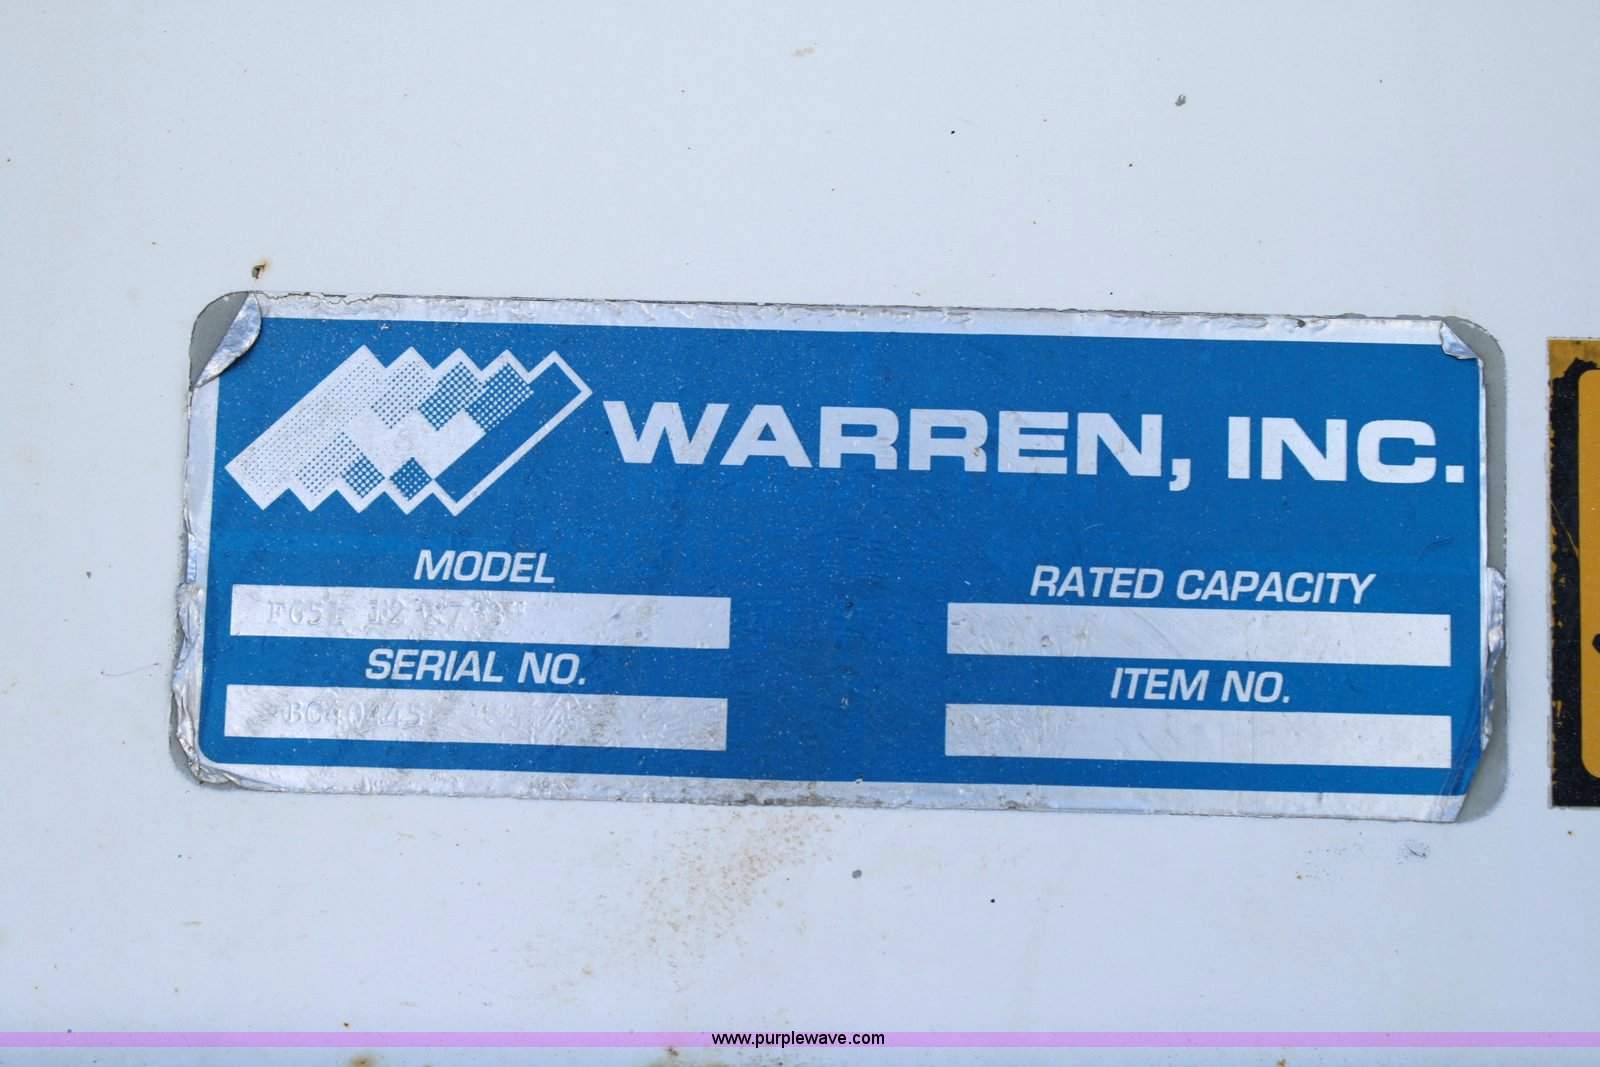 WARREN, INC.
MODEL
RATED CAPACITY
SERIAL NO.
ITEM NO.
www.purplewave.com